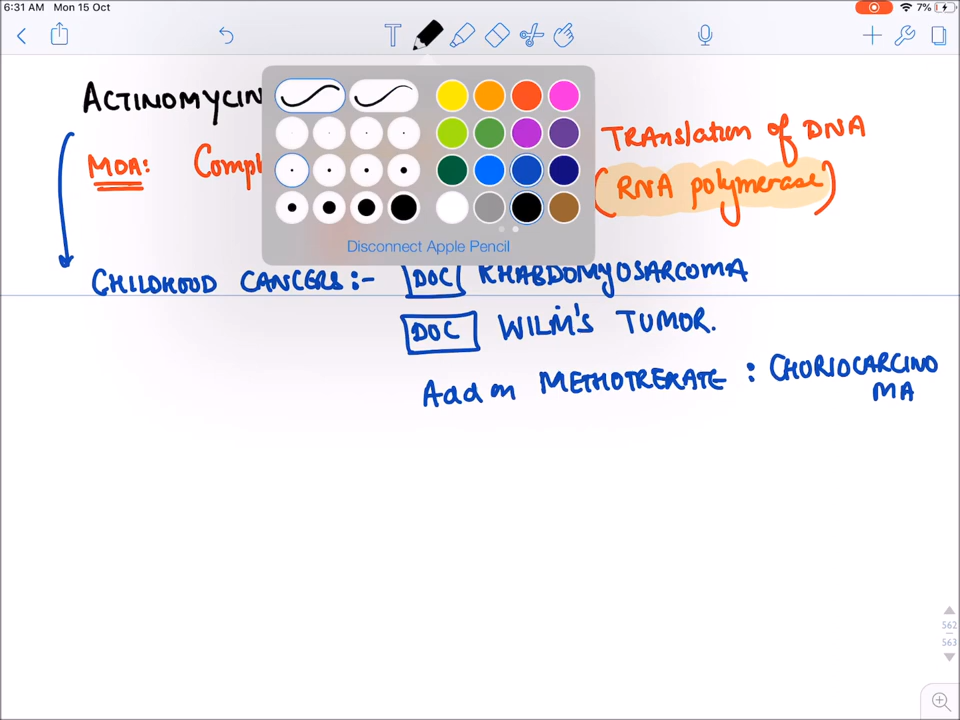 6:31 AM Mon 15 Oct 7%
T
ACTINOMYCIN
TRANslation of DNA
MOA: Compl
(RNA polymerase)
Disconnect Apple Pencil
CHILDHOOD CANCERS:- DOC RHABDOMYOSARCOMA
DOC WILM'S TUMOR.
Add on METHOTREXATE : CHORIOCARCINO
MA
562
563